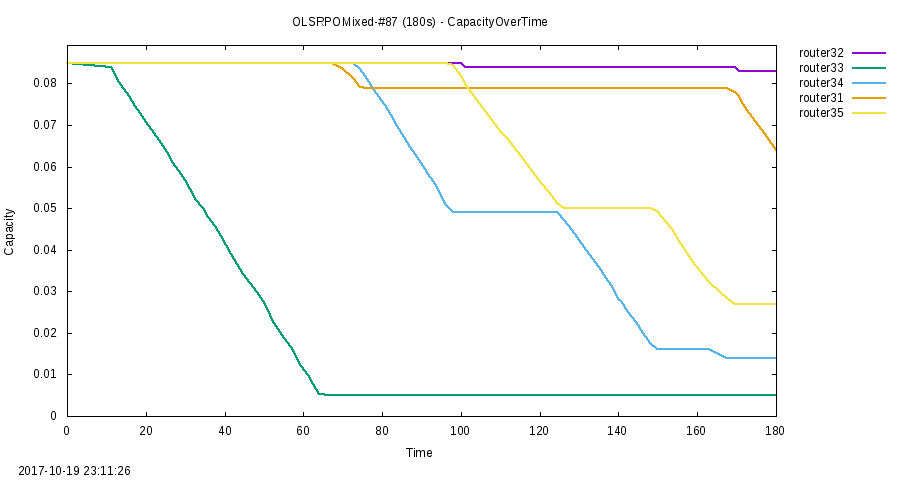 OLSRPOMixed-#87 (180s) - CapacityOverTime
router32
router33
router34
router31
router35
Capacity
0.08
0.07
0.06
0.05
0.04
0.03
0.02
0.01
0
0 20 40 60 80 100 120 140 160 180
Time
2017-10-19 23:11:26